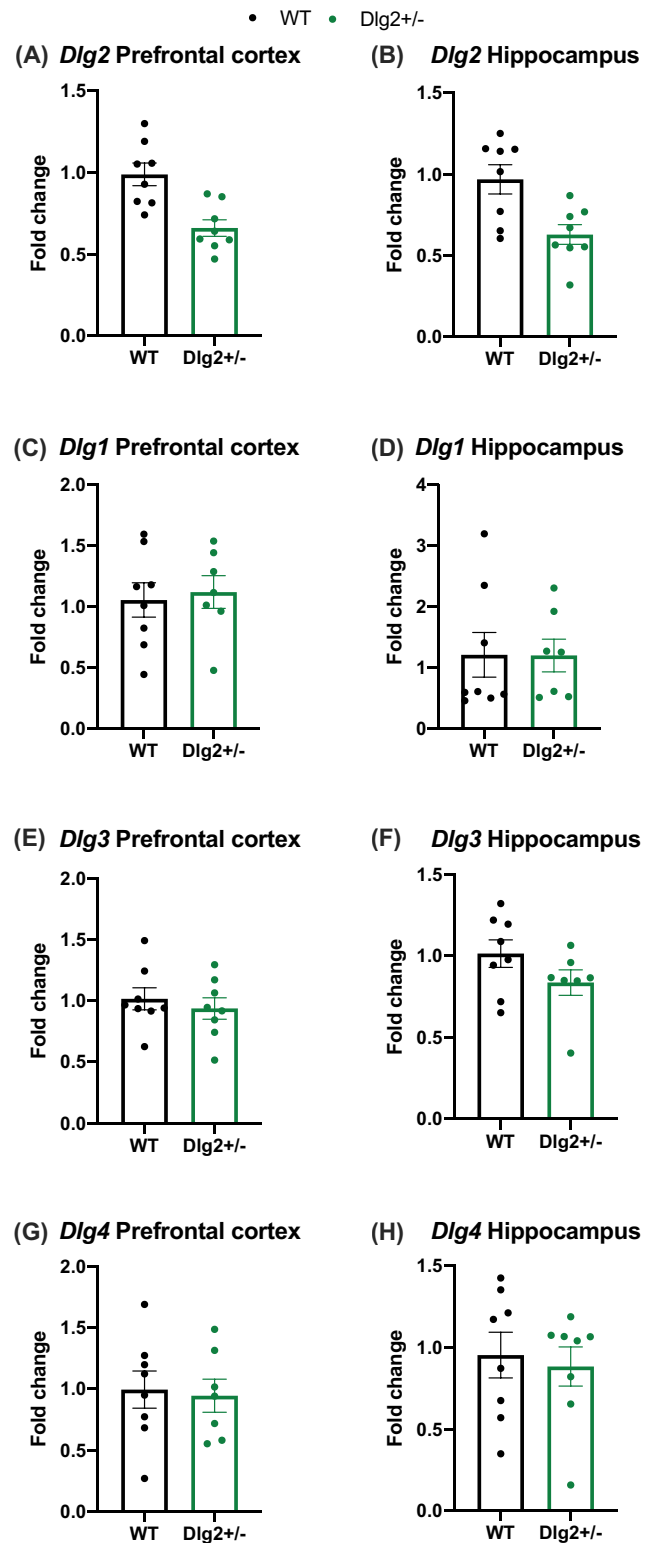 • WT • Dlg2+/-
(A) Dlg2 Prefrontal cortex
Fold change
1.5
1.0
0.5
0.0
WT Dlg2+/-
(B) Dlg2 Hippocampus
Fold change
1.5
1.0
0.5
0.0
WT Dlg2+/-
(C) Dlg1 Prefrontal cortex
Fold change
2.0
1.5
1.0
0.5
0.0
WT Dlg2+/-
(D) Dlg1 Hippocampus
Fold change
4
3
2
1
0
WT Dlg2+/-
(E) Dlg3 Prefrontal cortex
Fold change
2.0
1.5
1.0
0.5
0.0
WT Dlg2+/-
(F) Dlg3 Hippocampus
Fold change
1.5
1.0
0.5
0.0
WT Dlg2+/-
(G) Dlg4 Prefrontal cortex
Fold change
2.0
1.5
1.0
0.5
0.0
WT Dlg2+/-
(H) Dlg4 Hippocampus
Fold change
1.5
1.0
0.5
0.0
WT Dlg2+/-